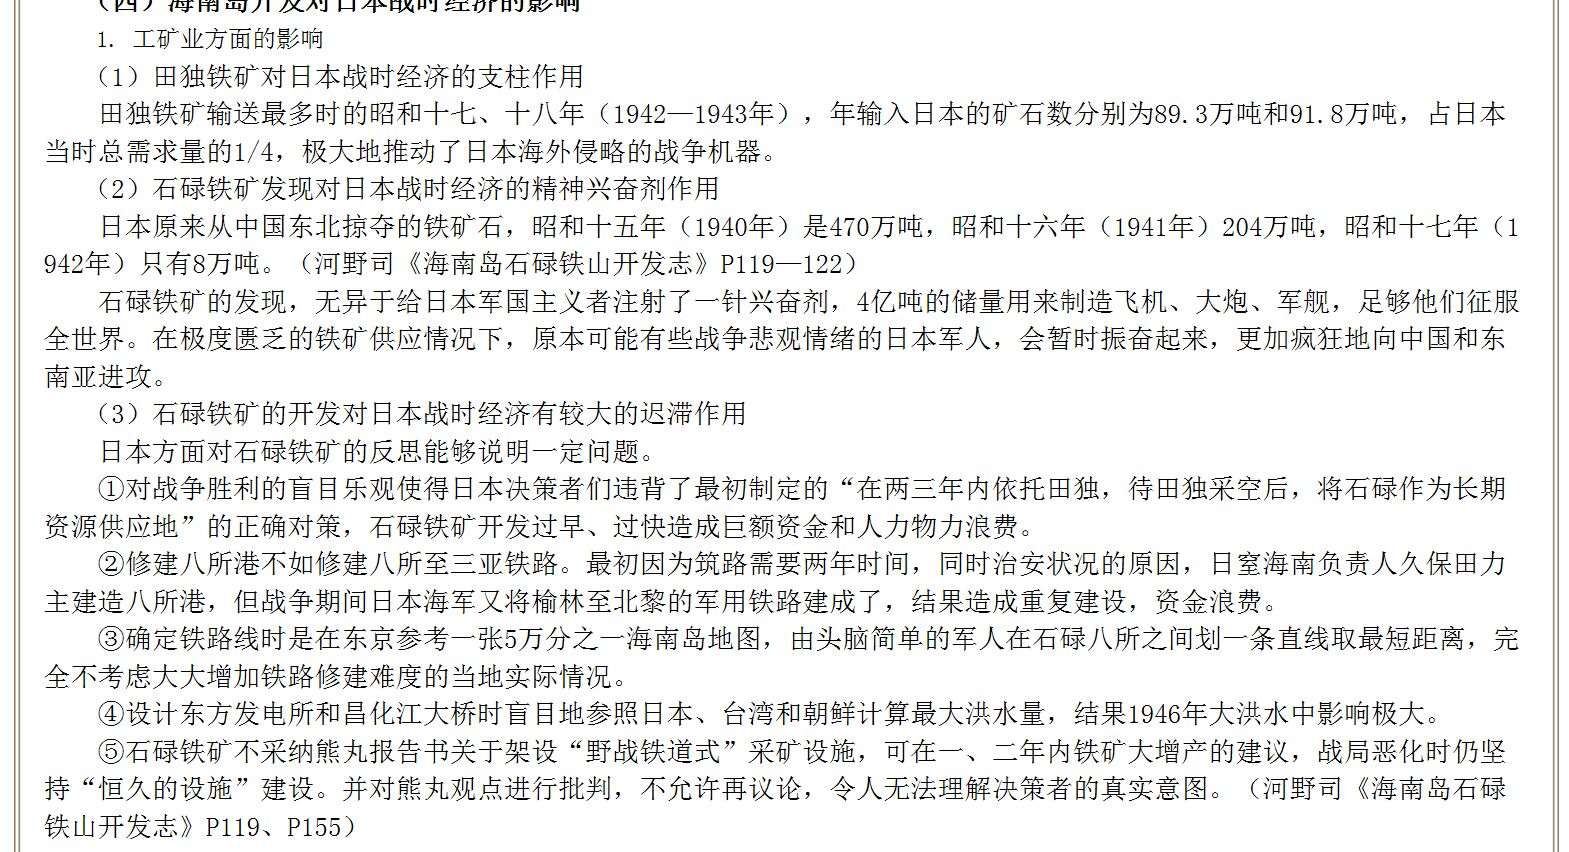 （四）海南岛开发对日本战时经济的影响
1. 工矿业方面的影响
（1）田独铁矿对日本战时经济的支柱作用
田独铁矿输送最多时的昭和十七、十八年（1942—1943年），年输入日本的矿石数分别为89.3万吨和91.8万吨，占日本
当时总需求量的1/4，极大地推动了日本海外侵略的战争机器。
（2）石碌铁矿发现对日本战时经济的精神兴奋剂作用
日本原来从中国东北掠夺的铁矿石，昭和十五年（1940年）是470万吨，昭和十六年（1941年）204万吨，昭和十七年（1
942年）只有8万吨。（河野司《海南岛石碌铁山开发志》P119—122）
石碌铁矿的发现，无异于给日本军国主义者注射了一针兴奋剂，4亿吨的储量用来制造飞机、大炮、军舰，足够他们征服
全世界。在极度匮乏的铁矿供应情况下，原本可能有些战争悲观情绪的日本军人，会暂时振奋起来，更加疯狂地向中国和东
南亚进攻。
（3）石碌铁矿的开发对日本战时经济有较大的迟滞作用
日本方面对石碌铁矿的反思能够说明一定问题。
①对战争胜利的盲目乐观使得日本决策者们违背了最初制定的“在两三年内依托田独，待田独采空后，将石碌作为长期
资源供应地”的正确对策，石碌铁矿开发过早、过快造成巨额资金和人力物力浪费。
②修建八所港不如修建八所至三亚铁路。最初因为筑路需要两年时间，同时治安状况的原因，日窒海南负责人久保田力
主建造八所港，但战争期间日本海军又将榆林至北黎的军用铁路建成了，结果造成重复建设，资金浪费。
③确定铁路线时是在东京参考一张5万分之一海南岛地图，由头脑简单的军人在石碌八所之间划一条直线取最短距离，完
全不考虑大大增加铁路修建难度的当地实际情况。
④设计东方发电所和昌化江大桥时盲目地参照日本、台湾和朝鲜计算最大洪水量，结果1946年大洪水中影响极大。
⑤石碌铁矿不采纳熊丸报告书关于架设“野战铁道式”采矿设施，可在一、二年内铁矿大增产的建议，战局恶化时仍坚
持“恒久的设施”建设。并对熊丸观点进行批判，不允许再议论，令人无法理解决策者的真实意图。（河野司《海南岛石碌
铁山开发志》P119、P155）